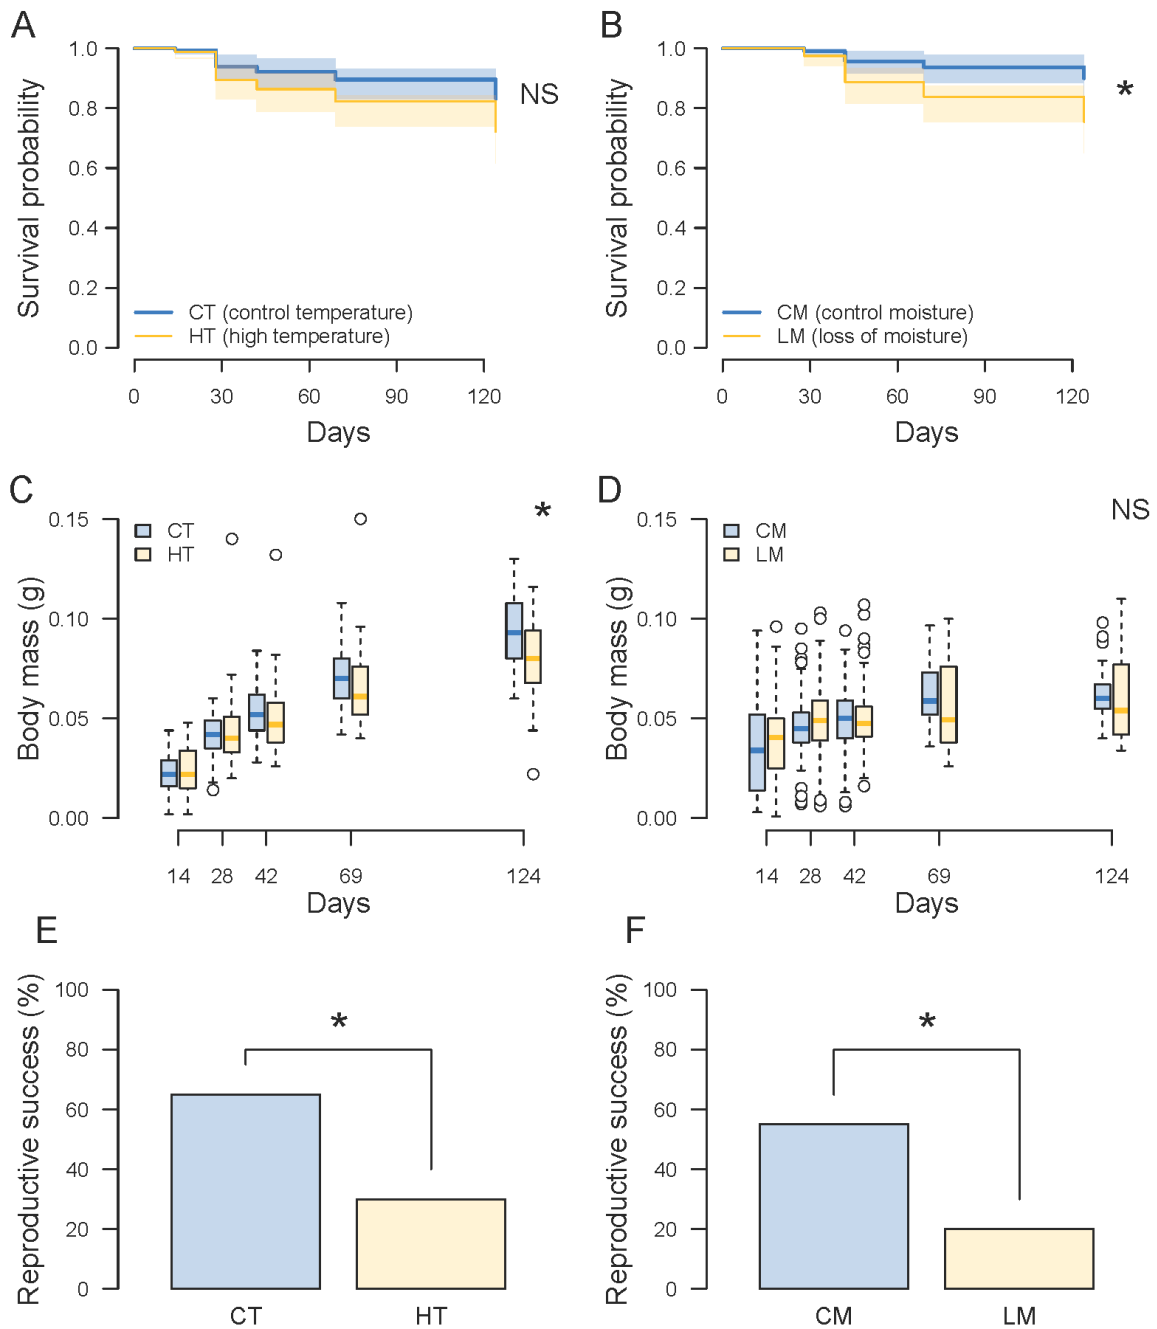 A
1.0
0.8
0.6
0.4
0.2
0.0
Survival probability
NS
CT (control temperature)
HT (high temperature)
0 30 60 90 120
Days
B
1.0
0.8
0.6
0.4
0.2
0.0
Survival probability
*
CM (control moisture)
LM (loss of moisture)
0 30 60 90 120
Days
C
0.15
0.10
0.05
0.00
Body mass (g)
CT
HT
*
14 28 42 69 124
Days
D
0.15
0.10
0.05
0.00
Body mass (g)
CM
LM
NS
14 28 42 69 124
Days
E
100
80
60
40
20
0
Reproductive success (%)
*
CT HT
F
100
80
60
40
20
0
Reproductive success (%)
*
CM LM